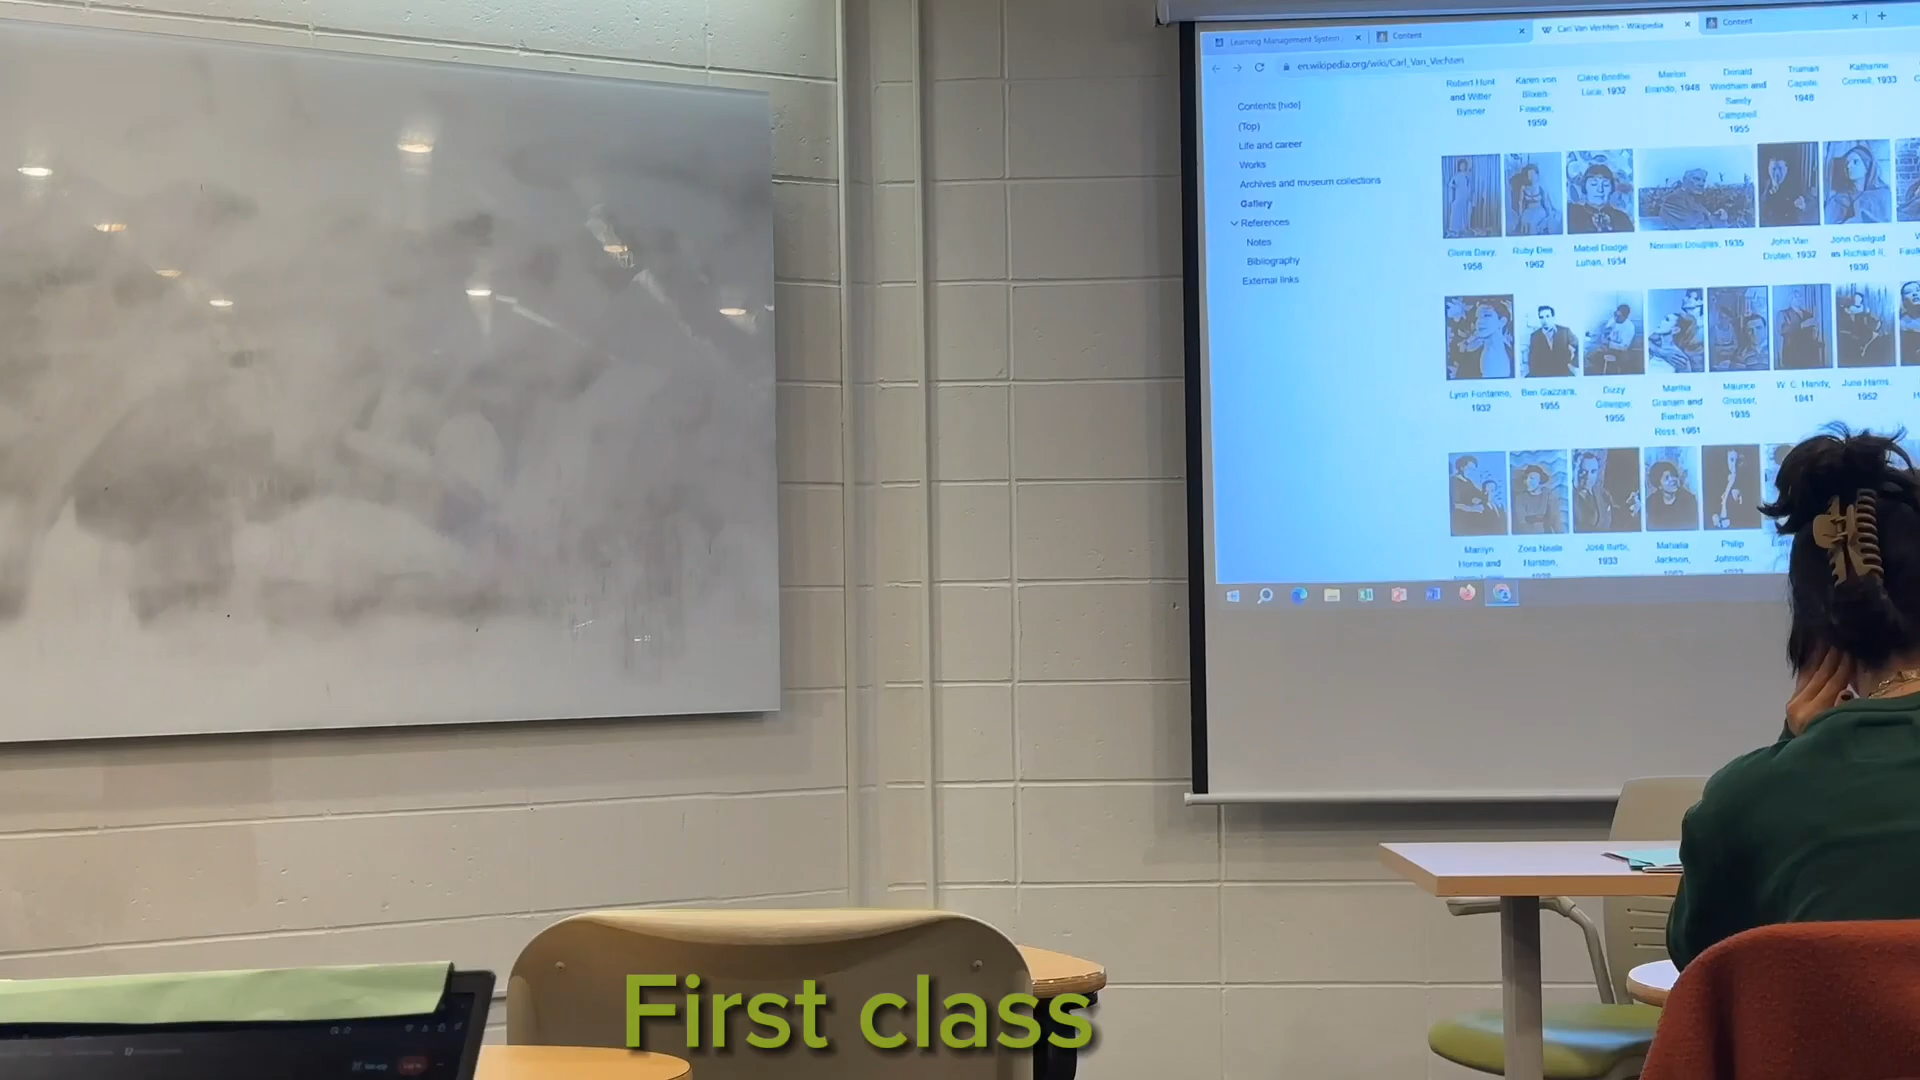 Learning Management System
Content
Carl Van Vechten - Wikipedia
Content
en.wikipedia.org/wiki/Carl_Van_Vechten
Contents [hide]
(Top)
Life and career
Works
Archives and museum collections
Gallery
References
Notes
Bibliography
External links
Robert Hunt
and Witter
Bynner
Karen von
Blixen-
Finecke,
1959
Clare Boothe
Luce, 1932
Marlon
Brando, 1948
Donald
Windham and
Sandy
Campbell
1955
Truman
Capote
1948
Katharine
Cornell, 1933
Gloria Davy,
1958
Ruby Dee
1962
Mabel Dodge
Luhan, 1934
Norman Douglas, 1935
John Van
Druten, 1932
John Gielgud
as Richard II,
1936
Lynn Fontanne,
1932
Ben Gazzara,
1955
Dizzy
Gillespie
1955
Martha
Graham and
Bertram
Ross, 1961
Maurice
Grosser,
1935
W. C. Handy,
1941
Julie Harris,
1952
Marilyn
Horne and
Zora Neale
Hurston,
José Iturbi,
1933
Mahalia
Jackson,
Philip
Johnson,
First class